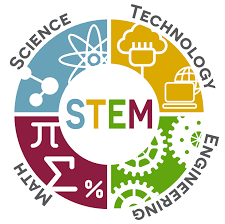 SCIENCE
TECHNOLOGY
STEM
MATH
π
Σ %
ENGINEERING